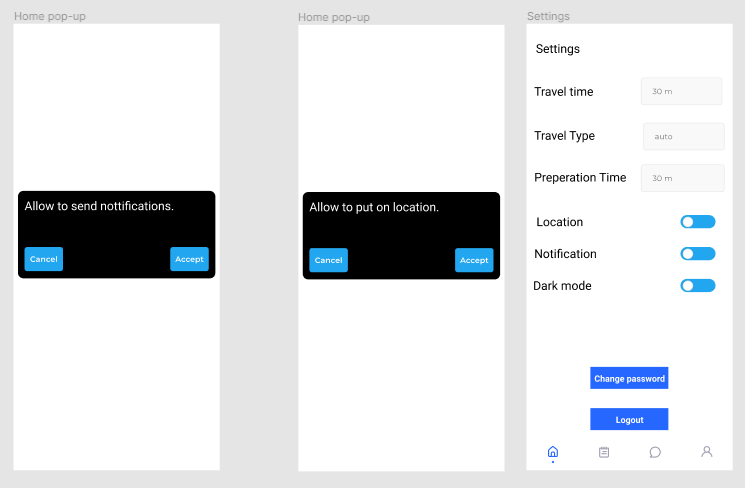 Home pop-up
Allow to send nottifications.
Cancel
Accept
Home pop-up
Allow to put on location.
Cancel
Accept
Settings
Settings
Travel time
30 m
Travel Type
auto
Preperation Time
30 m
Location
Notification
Dark mode
Change password
Logout